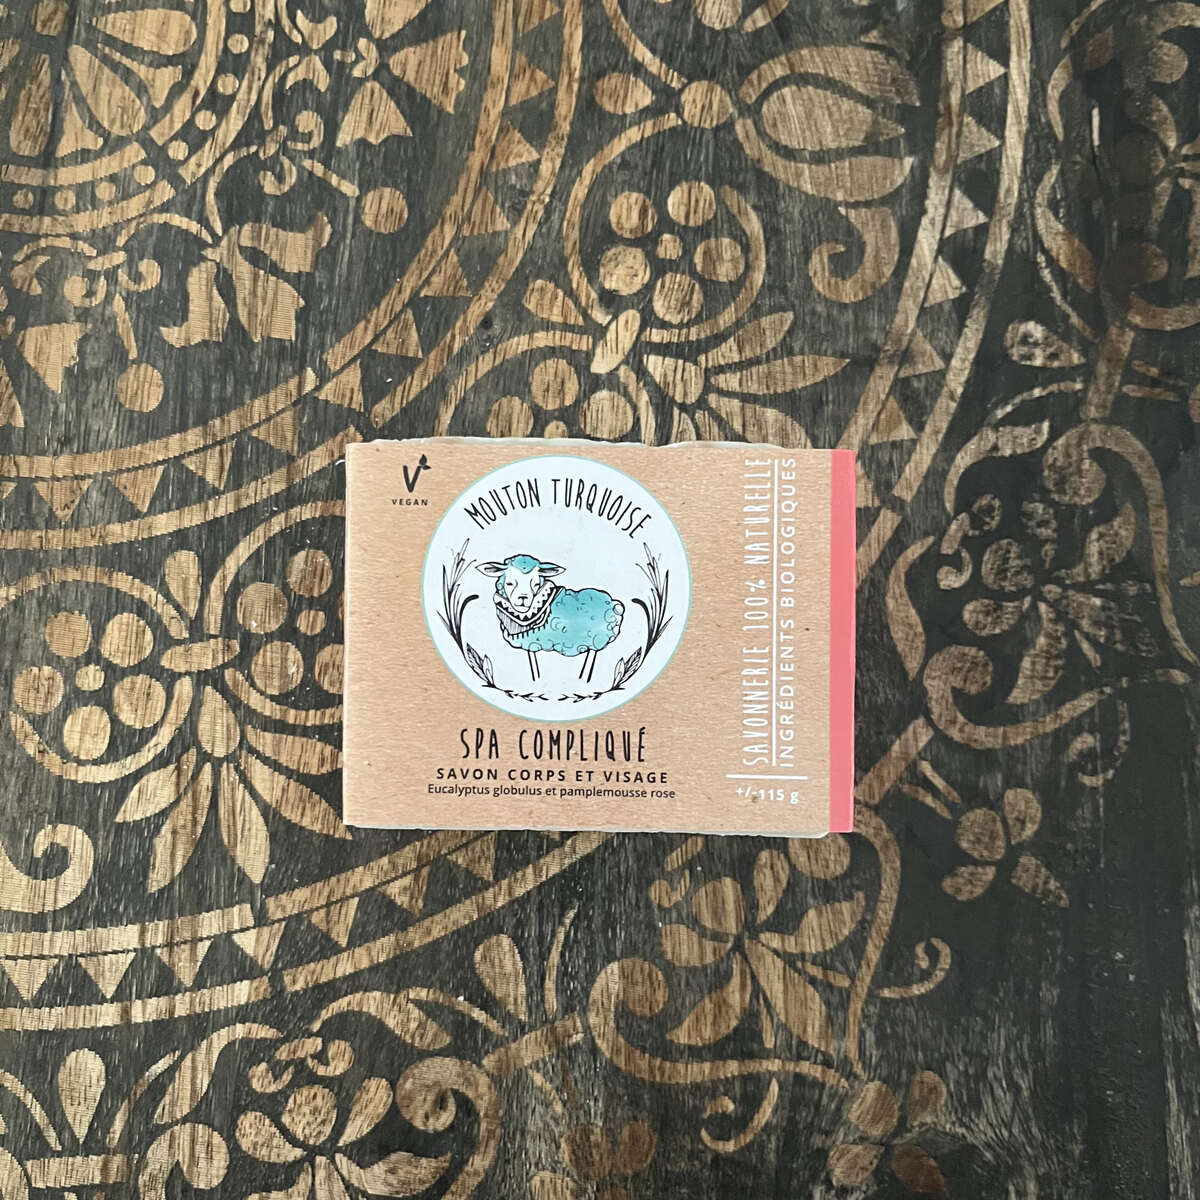 V
VEGAN
MOUTON TURQUOISE
SPA COMPLIQUÉ
SAVON CORPS ET VISAGE
Eucalyptus globulus et pamplemousse rose
SAVONNERIE 100% NATURELLE
INGRÉDIENTS BIOLOGIQUES
+/-115 g